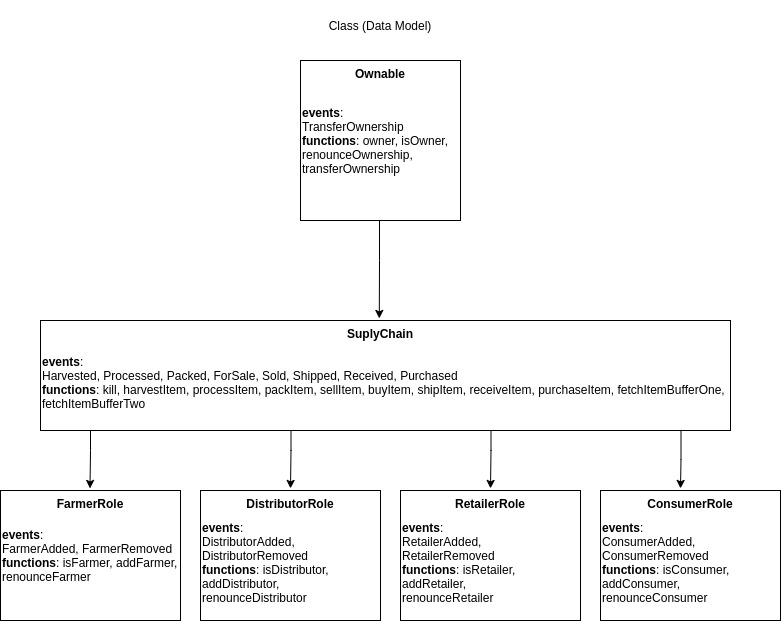 Class (Data Model)
Ownable
events:
TransferOwnership
functions: owner, isOwner,
renounceOwnership,
transferOwnership
SuplyChain
events:
Harvested, Processed, Packed, ForSale, Sold, Shipped, Received, Purchased
functions: kill, harvestItem, processItem, packItem, sellItem, buyItem, shipItem, receiveItem, purchaseItem, fetchItemBufferOne,
fetchItemBufferTwo
FarmerRole
events:
FarmerAdded, FarmerRemoved
functions: isFarmer, addFarmer,
renounceFarmer
DistributorRole
events:
DistributorAdded,
DistributorRemoved
functions: isDistributor,
addDistributor,
renounceDistributor
RetailerRole
events:
RetailerAdded,
RetailerRemoved
functions: isRetailer,
addRetailer,
renounceRetailer
ConsumerRole
events:
ConsumerAdded,
ConsumerRemoved
functions: isConsumer,
addConsumer,
renounceConsumer